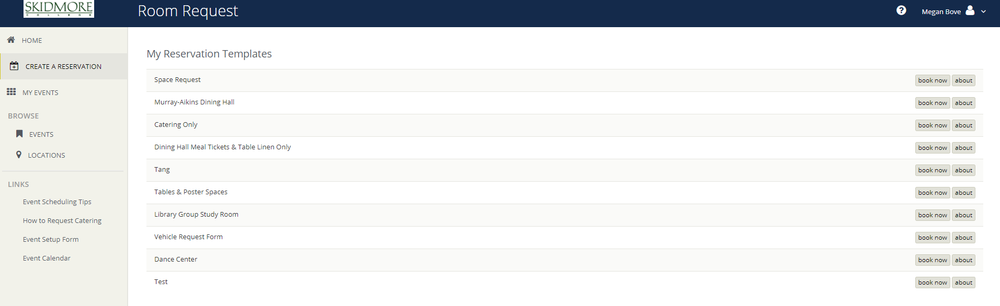 SKIDMORE
COLLEGE
Room Request
?
Megan Bove
HOME
CREATE A RESERVATION
MY EVENTS
BROWSE
EVENTS
LOCATIONS
LINKS
Event Scheduling Tips
How to Request Catering
Event Setup Form
Event Calendar
My Reservation Templates
Space Request book now about
Murray-Aikins Dining Hall book now about
Catering Only book now about
Dining Hall Meal Tickets & Table Linen Only book now about
Tang book now about
Tables & Poster Spaces book now about
Library Group Study Room book now about
Vehicle Request Form book now about
Dance Center book now about
Test book now about